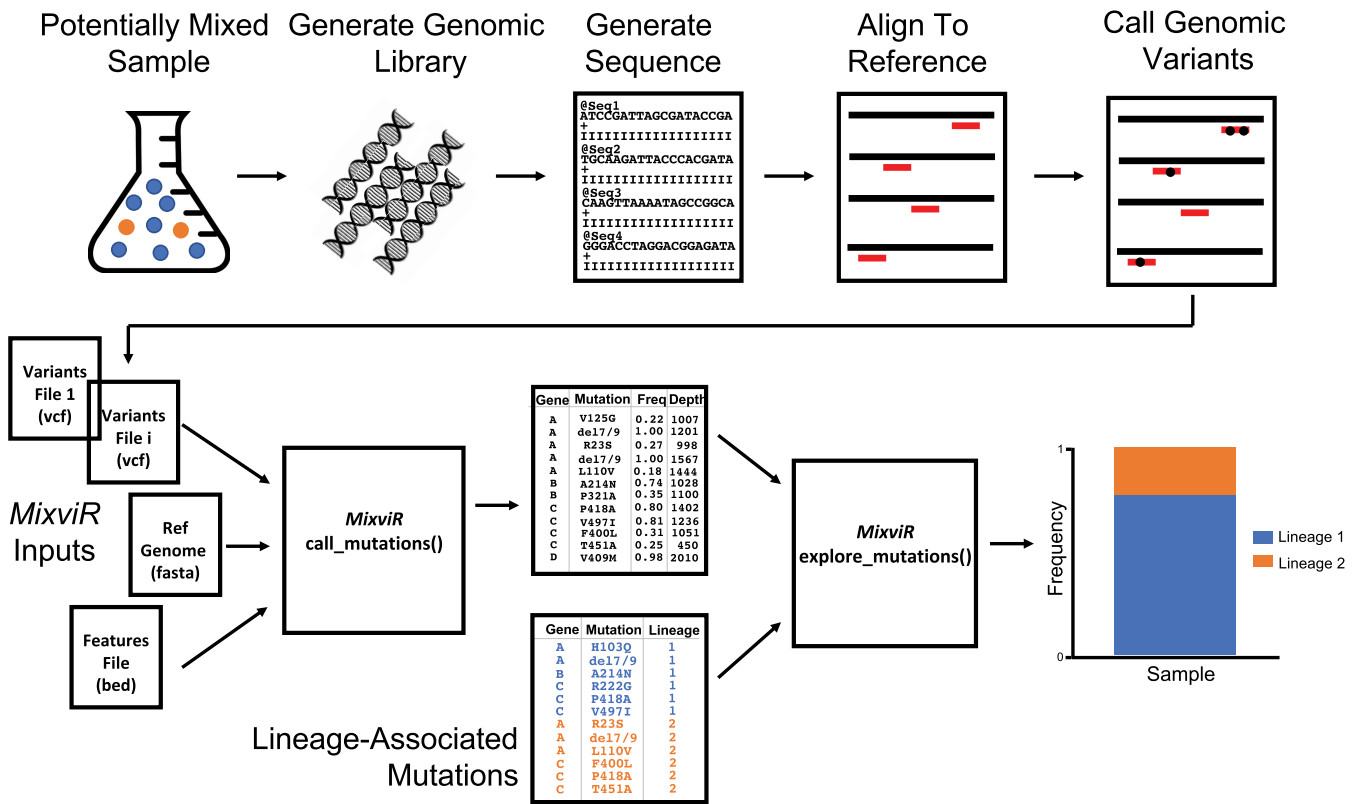 Potentially Mixed
Sample
Generate Genomic
Library
Generate
Sequence
Align To
Reference
Call Genomic
Variants
@Seq1
ATCCGATTAGCGATACCGA
+
IIIIIIIIIIIIIIIIIII
@Seq2
TGCAAGATTACCCACGATA
+
IIIIIIIIIIIIIIIIIII
@Seq3
CAAGTTAAAATAGCCGGCA
+
IIIIIIIIIIIIIIIIIII
@Seq4
GGGACCTAGGACGGAGATA
+
IIIIIIIIIIIIIIIIIII
Variants
File 1
(vcf)
Variants
File i
(vcf)
MixviR
Inputs
Ref
Genome
(fasta)
Features
File
(bed)
MixviR
call_mutations()
Gene Mutation Freq Depth
A V125G 0.22 1007
A del7/9 1.00 1201
A R23S 0.27 998
A del7/9 1.00 1567
A L110V 0.18 1444
B A214N 0.74 1028
B P321A 0.35 1100
C P418A 0.80 1402
C V497I 0.81 1236
C F400L 0.31 1051
C T451A 0.25 450
D V409M 0.98 2010
Lineage-Associated
Mutations
Gene Mutation Lineage
A H103Q 1
A del7/9 1
B A214N 1
C R222G 1
C P418A 1
C V497I 1
A R23S 2
A del7/9 2
A L110V 2
C F400L 2
C P418A 2
C T451A 2
MixviR
explore_mutations()
1
Frequency
0
Sample
Lineage 1
Lineage 2